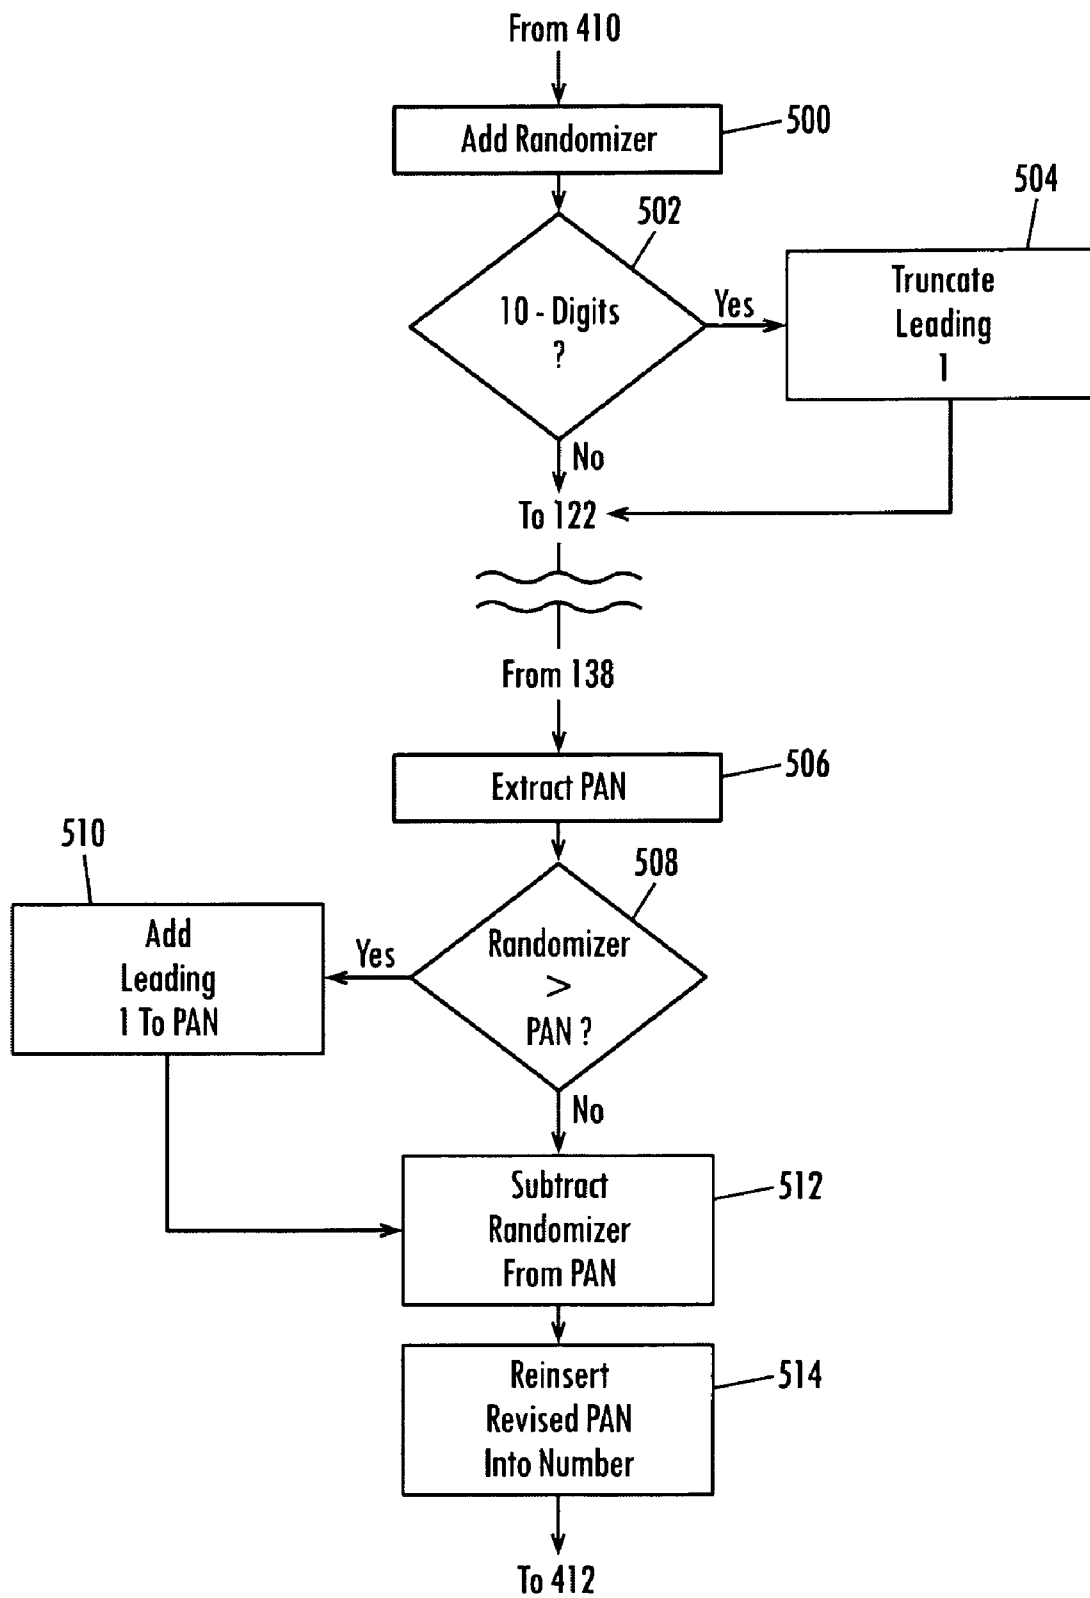 From 410
Add Randomizer
500
502
504
10 - Digits
?
Yes
Truncate
Leading
1
No
To 122
From 138
Extract PAN
506
508
510
Randomizer
>
PAN ?
Yes
Add
Leading
1 To PAN
No
Subtract
Randomizer
From PAN
512
Reinsert
Revised PAN
Into Number
514
To 412